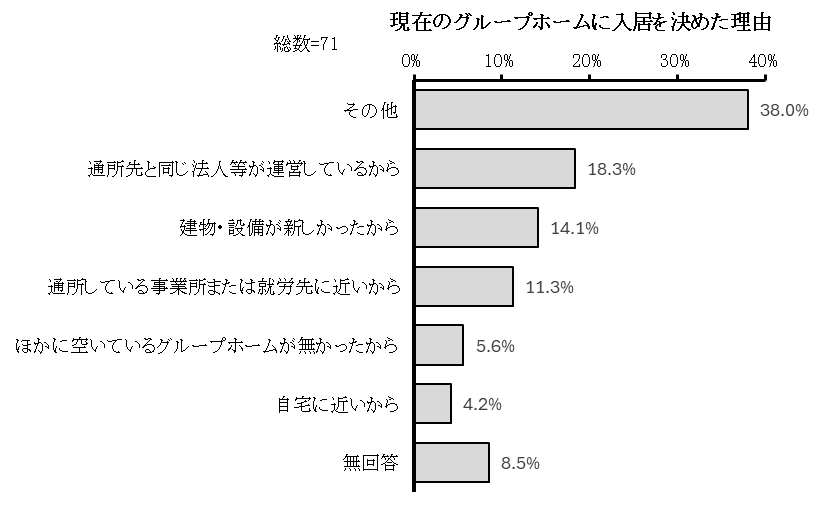 現在のグループホームに入居を決めた理由
総数=71
0% 10% 20% 30% 40%
その他 38.0%
通所先と同じ法人等が運営しているから 18.3%
建物・設備が新しかったから 14.1%
通所している事業所または就労先に近いから 11.3%
ほかに空いているグループホームが無かったから 5.6%
自宅に近いから 4.2%
無回答 8.5%